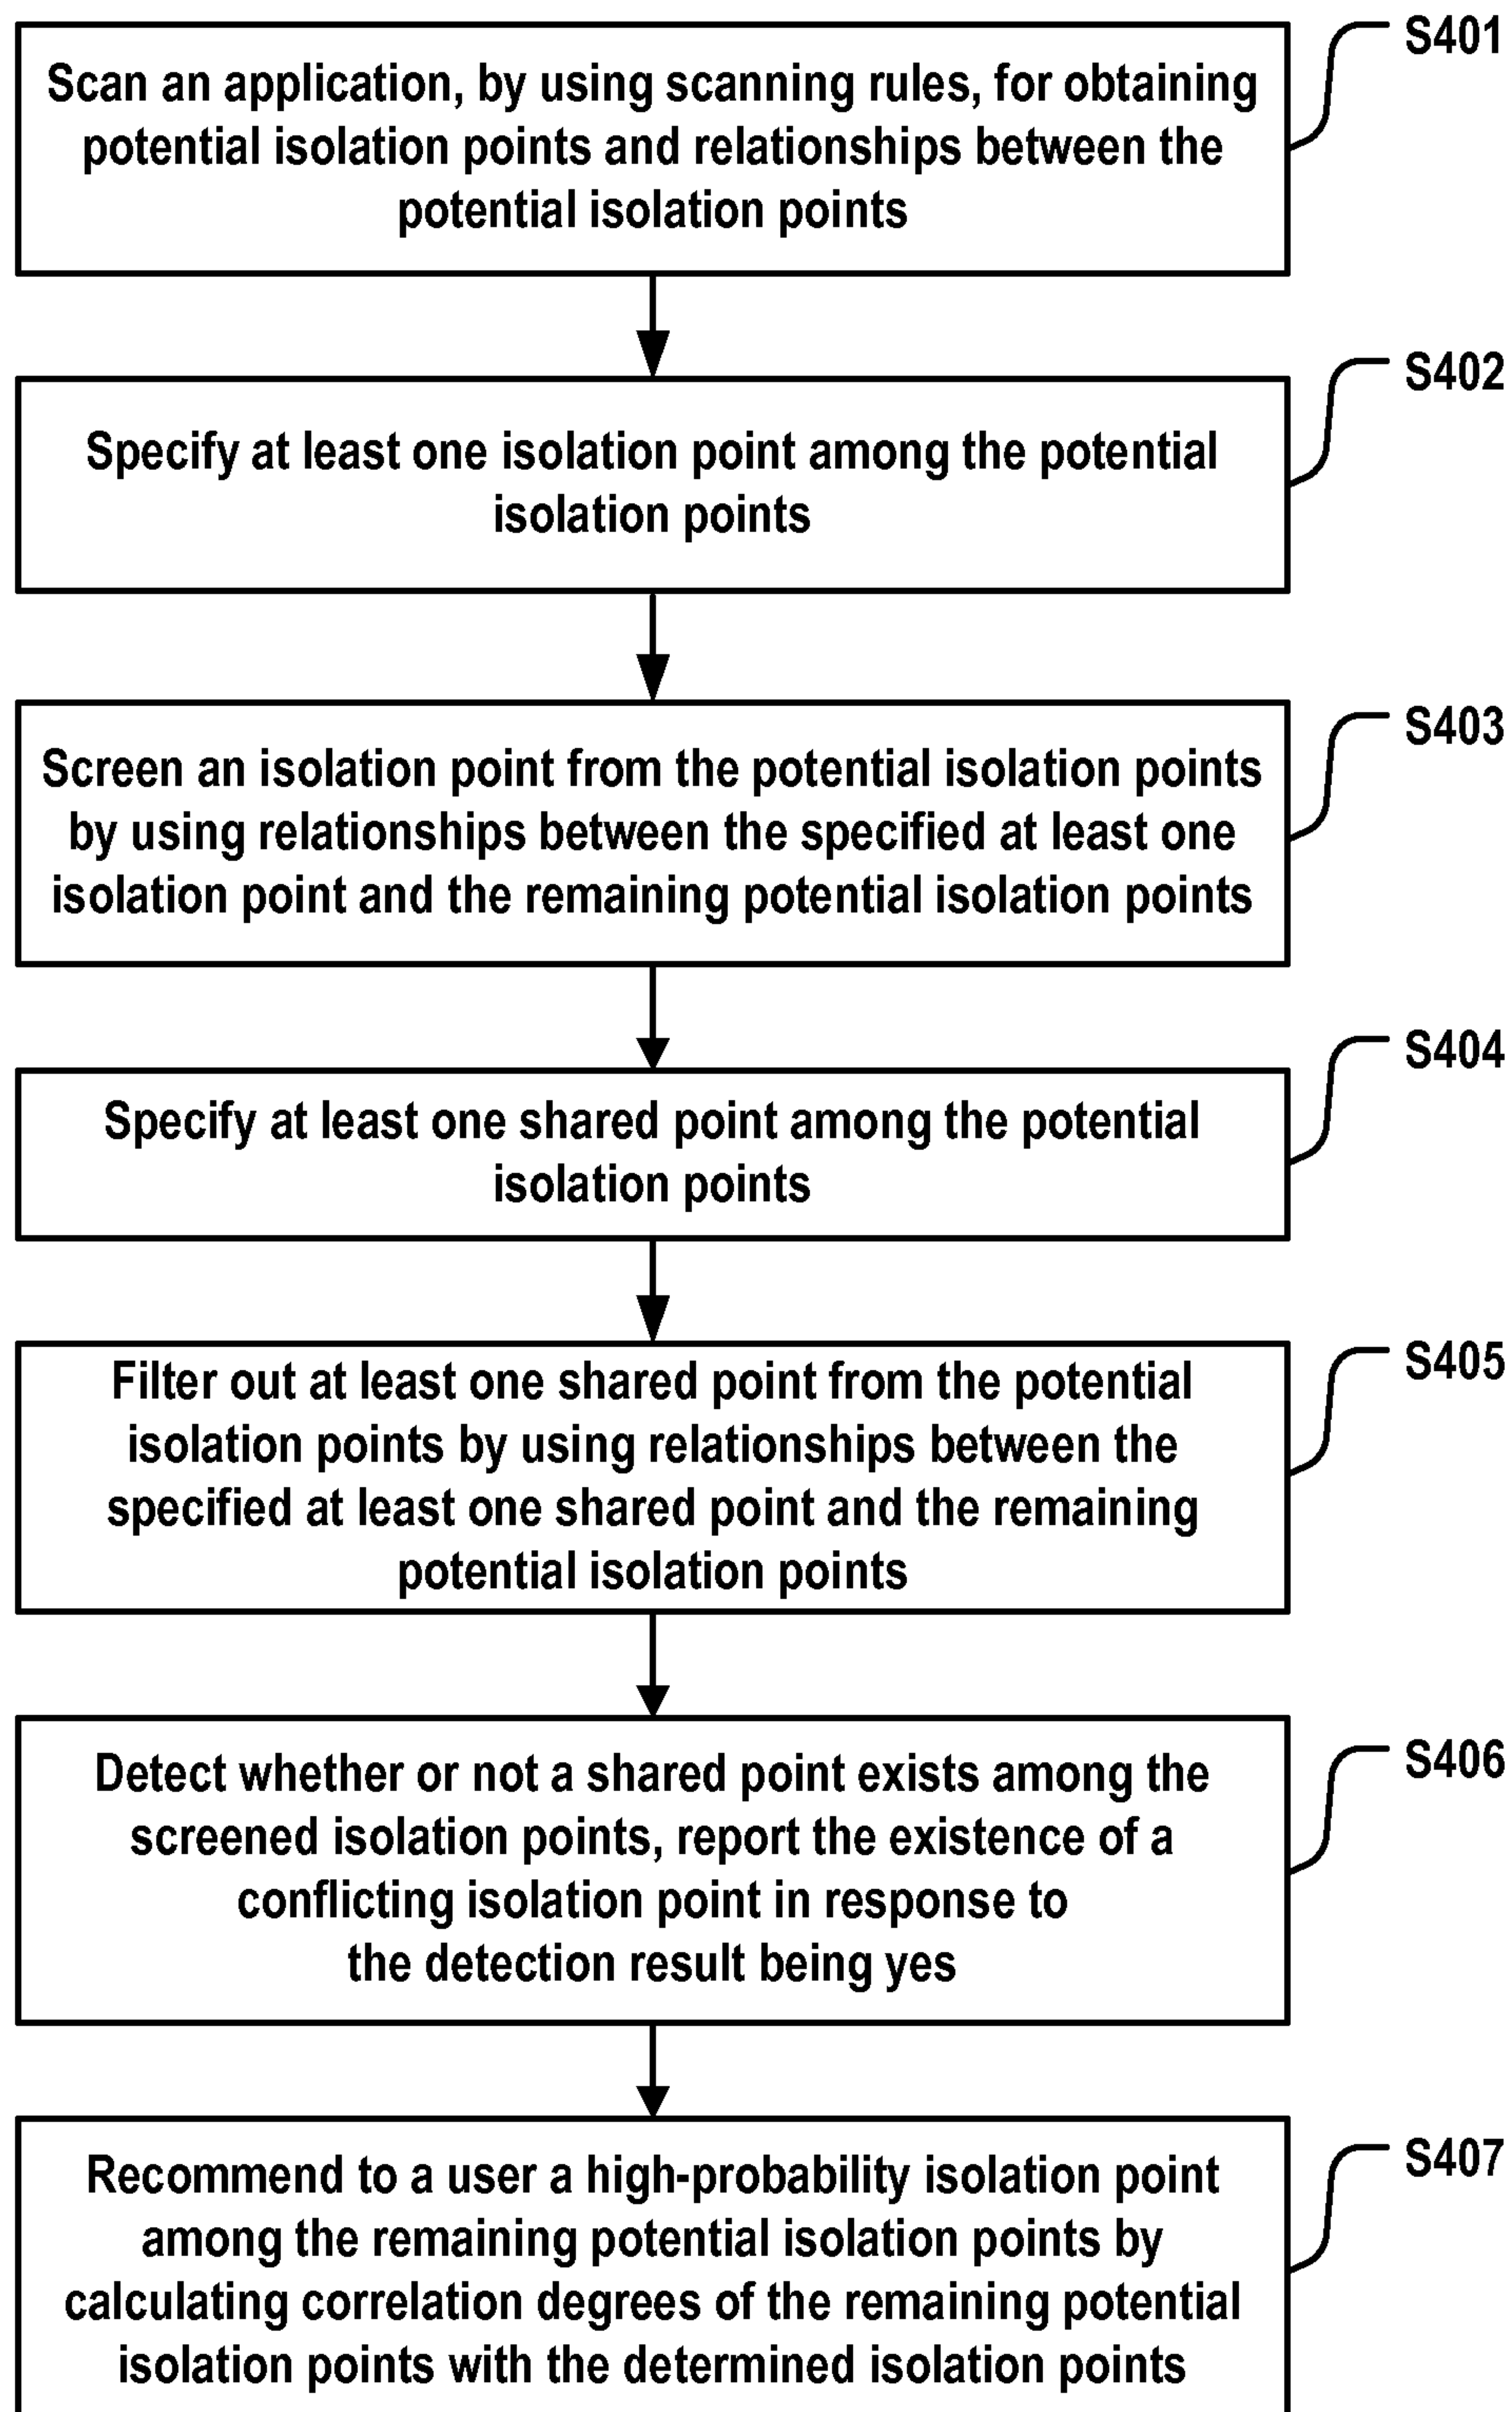 S401
Scan an application, by using scanning rules, for obtaining
potential isolation points and relationships between the
potential isolation points
S402
Specify at least one isolation point among the potential
isolation points
S403
Screen an isolation point from the potential isolation points
by using relationships between the specified at least one
isolation point and the remaining potential isolation points
S404
Specify at least one shared point among the potential
isolation points
S405
Filter out at least one shared point from the potential
isolation points by using relationships between the
specified at least one shared point and the remaining
potential isolation points
S406
Detect whether or not a shared point exists among the
screened isolation points, report the existence of a
conflicting isolation point in response to
the detection result being yes
S407
Recommend to a user a high-probability isolation point
among the remaining potential isolation points by
calculating correlation degrees of the remaining potential
isolation points with the determined isolation points